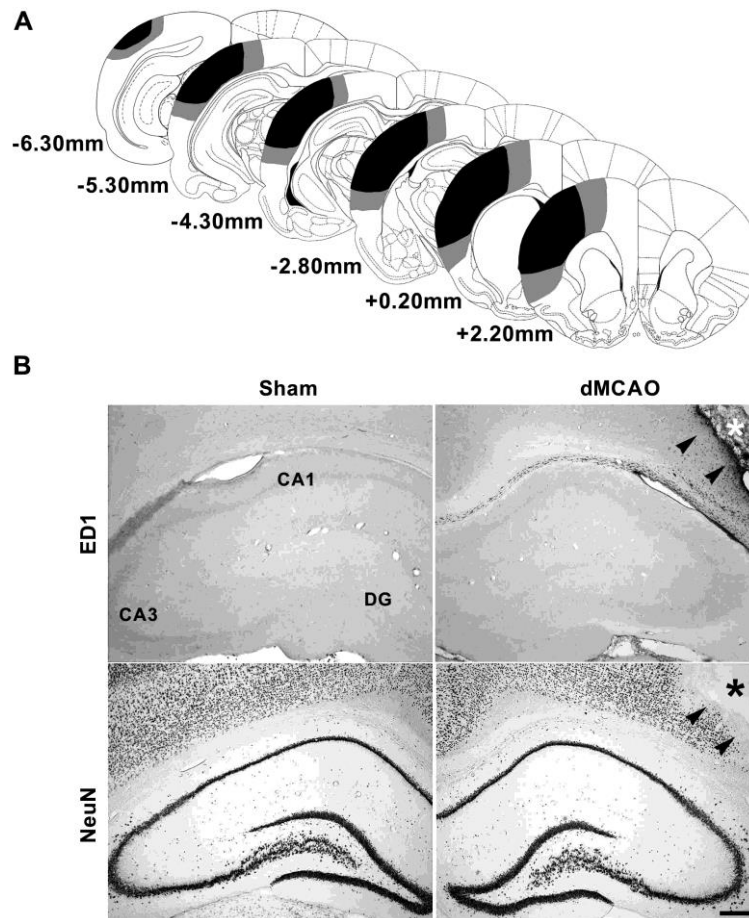 A
-6.30mm
-5.30mm
-4.30mm
-2.80mm
+0.20mm
+2.20mm
B
Sham dMCAO
ED1
CA1
CA3
DG
*
NeuN
*